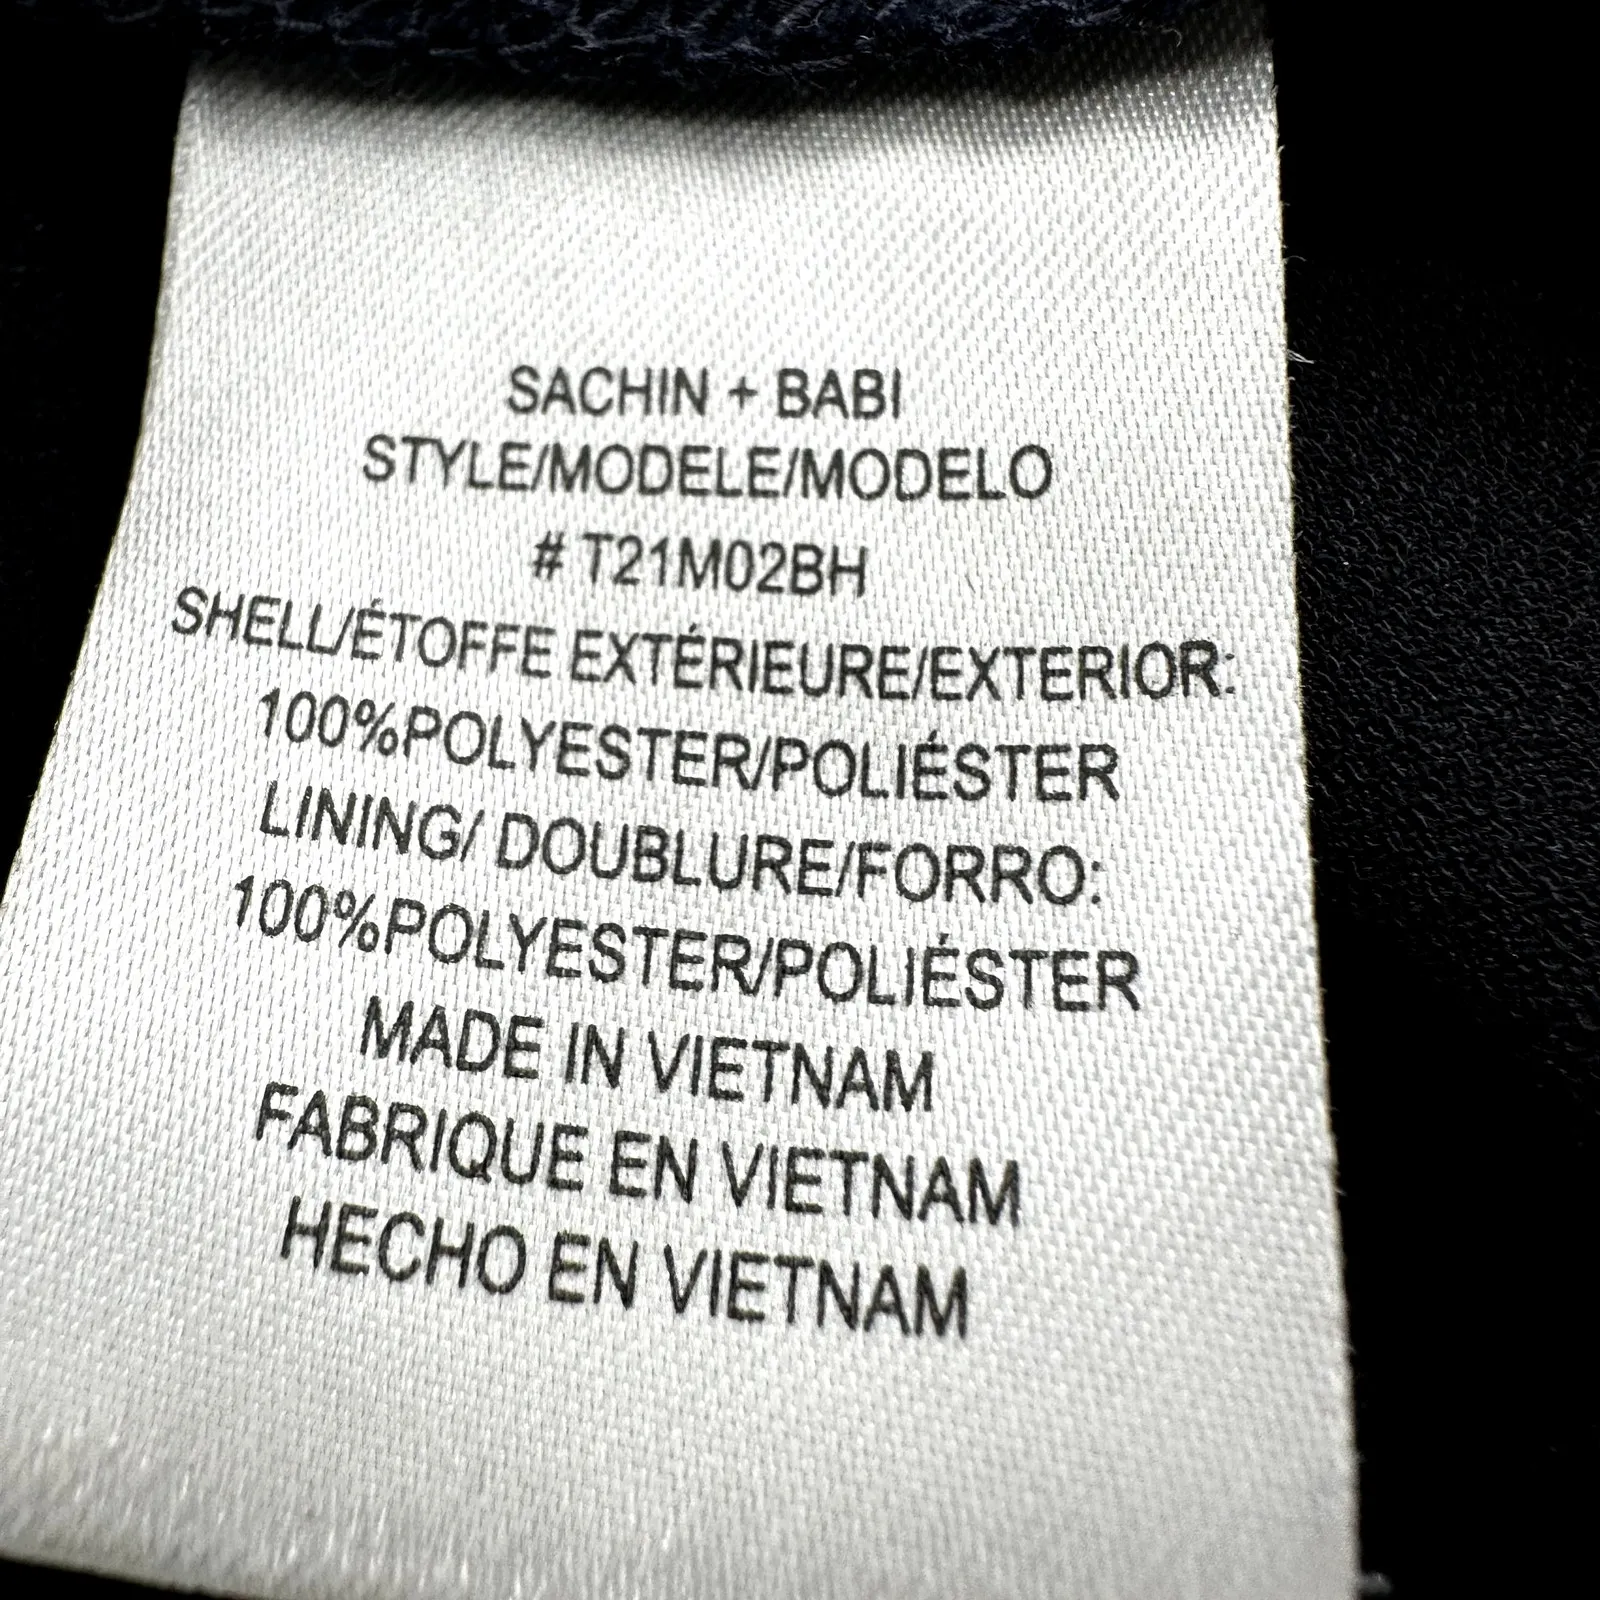 SACHIN + BABI
STYLE/MODELE/MODELO
# T21M02BH
SHELL/ÉTOFFE EXTÉRIEURE/EXTERIOR:
100%POLYESTER/POLIÉSTER
LINING/ DOUBLURE/FORRO:
100%POLYESTER/POLIÉSTER
MADE IN VIETNAM
FABRIQUE EN VIETNAM
HECHO EN VIETNAM